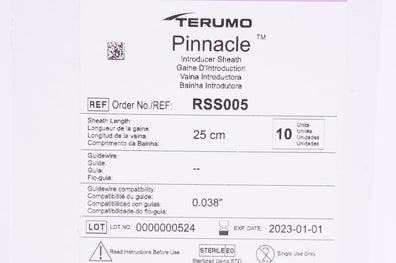 TERUMO
Pinnacle ™
Introducer Sheath
Gaine D'Introduction
Vaina Introductora
Bainha Introdutora
REF Order No./REF: RSS005
Sheath Length:
Longueur de la gaine:
Longitud de la vaina:
Comprimento da Bainha:
25 cm
10
Units
Unités
Unidades
Unidades
Guidewire:
Guide:
Guía:
Fio-guia:
--
Guidewire compatibility:
Compatibilité du guide:
Compatibilidad con guías:
Compatibilidade do fio-guia:
0.038"
LOT LOT NO: 0000000524
EXP. DATE: 2023-01-01
Read Instructions Before Use
STERILE EO
Sterilized Using ETO
Single Use Only